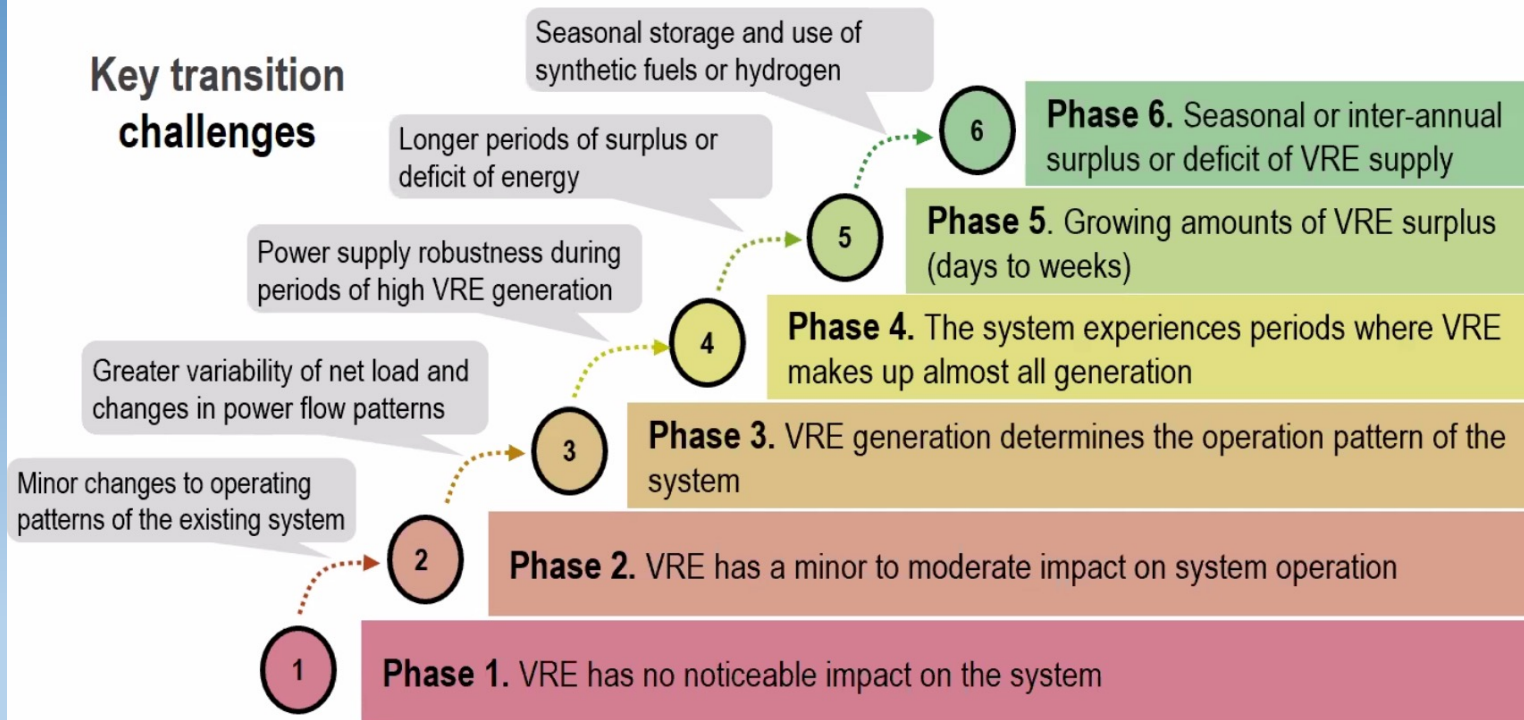 Key transition
challenges
Seasonal storage and use of
synthetic fuels or hydrogen
6
Phase 6. Seasonal or inter-annual
surplus or deficit of VRE supply
Longer periods of surplus or
deficit of energy
5
Phase 5. Growing amounts of VRE surplus
(days to weeks)
Power supply robustness during
periods of high VRE generation
4
Phase 4. The system experiences periods where VRE
makes up almost all generation
Greater variability of net load and
changes in power flow patterns
3
Phase 3. VRE generation determines the operation pattern of the
system
Minor changes to operating
patterns of the existing system
2
Phase 2. VRE has a minor to moderate impact on system operation
1
Phase 1. VRE has no noticeable impact on the system